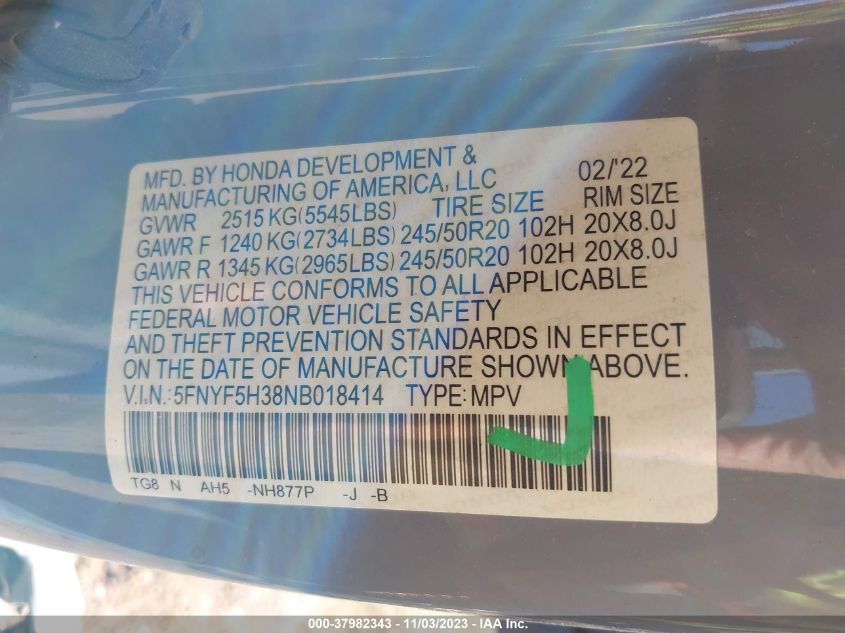 MFD. BY HONDA DEVELOPMENT & 02/'22
MANUFACTURING OF AMERICA, LLC
GVWR 2515 KG(5545LBS) TIRE SIZE RIM SIZE
GAWR F 1240 KG(2734LBS) 245/50R20 102H 20X8.0J
GAWR R 1345 KG(2965LBS) 245/50R20 102H 20X8.0J
THIS VEHICLE CONFORMS TO ALL APPLICABLE
FEDERAL MOTOR VEHICLE SAFETY
AND THEFT PREVENTION STANDARDS IN EFFECT
ON THE DATE OF MANUFACTURE SHOWN ABOVE.
V.I.N.: 5FNYF5H38NB018414 TYPE: MPV
TG8 N AH5 -NH877P -J -B
000-37982343 - 11/03/2023 - IAA Inc.